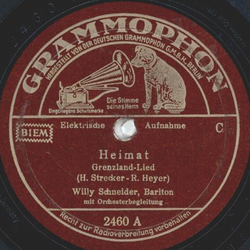 GRAMMOPHON
HERGESTELLT VON DER DEUTSCHEN GRAMMOPHON G.M.B.H. BERLIN
Die Stimme
seines Herrn
Eingetragene Schutzmarke
BIEM
Elektrische Aufnahme C
Heimat
Grenzland-Lied
(H. Strecker-R. Heyer)
Willy Schneider, Bariton
mit Orchesterbegleitung
2460 A
Recht zur Radioverbreitung vorbehalten